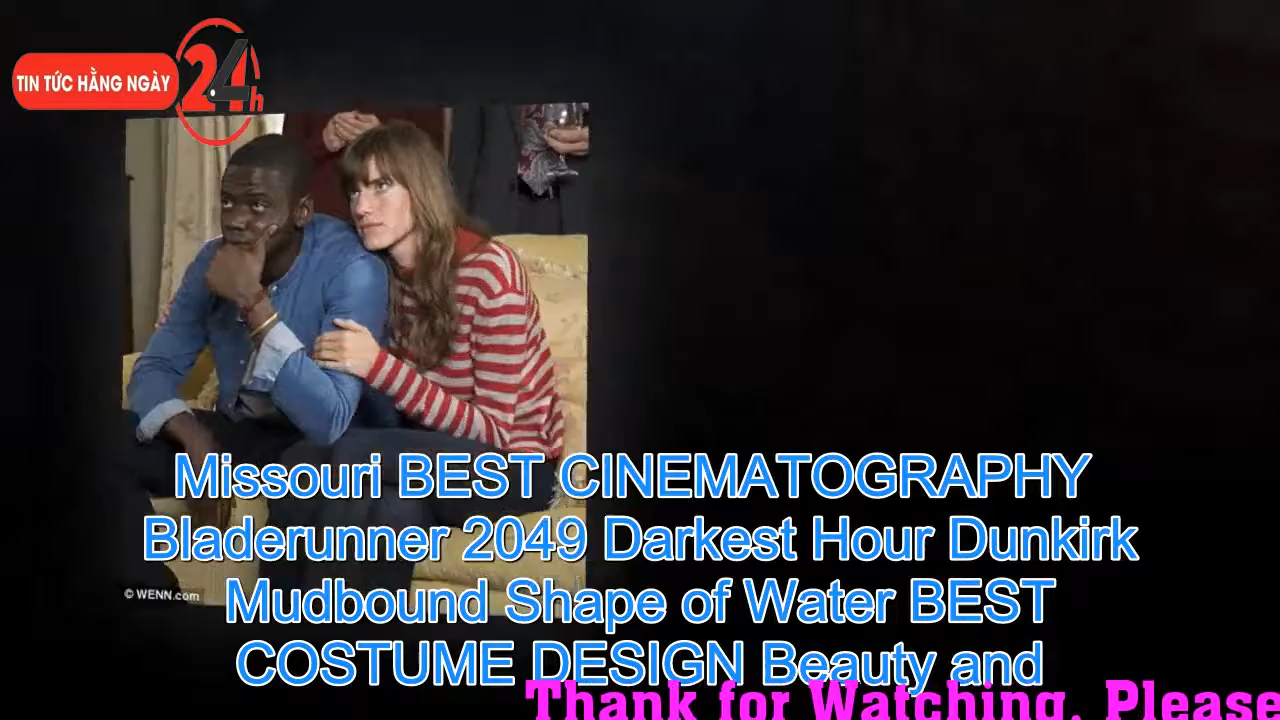 TIN TỨC HẰNG NGÀY
24h
© WENN.com
Missouri BEST CINEMATOGRAPHY
Bladerunner 2049 Darkest Hour Dunkirk
Mudbound Shape of Water BEST
COSTUME DESIGN Beauty and
Thank for Watching. Please